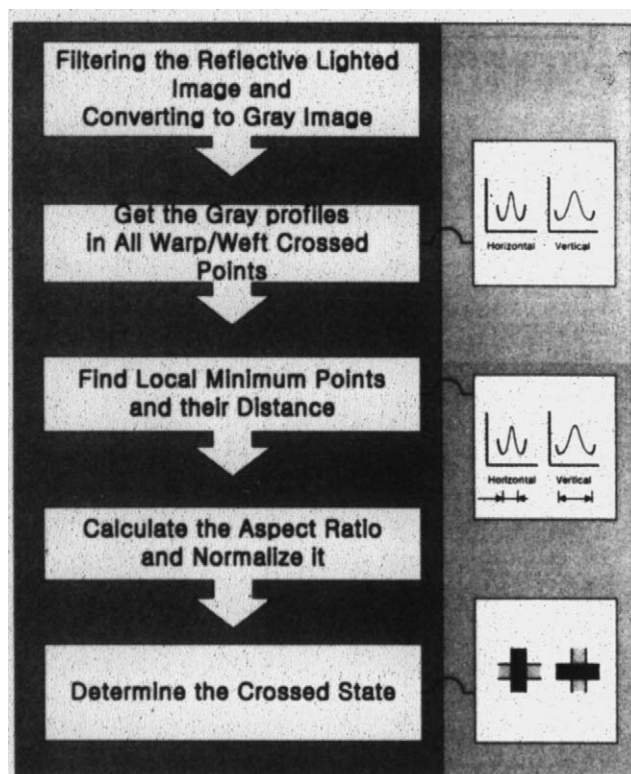 Filtering the Reflective Lighted
Image and
Converting to Gray Image
Get the Gray profiles
in All Warp/Weft Crossed
Points
Horizontal Vertical
Find Local Minimum Points
and their Distance
Horizontal Vertical
Calculate the Aspect Ratio
and Normalize it
Determine the Crossed State